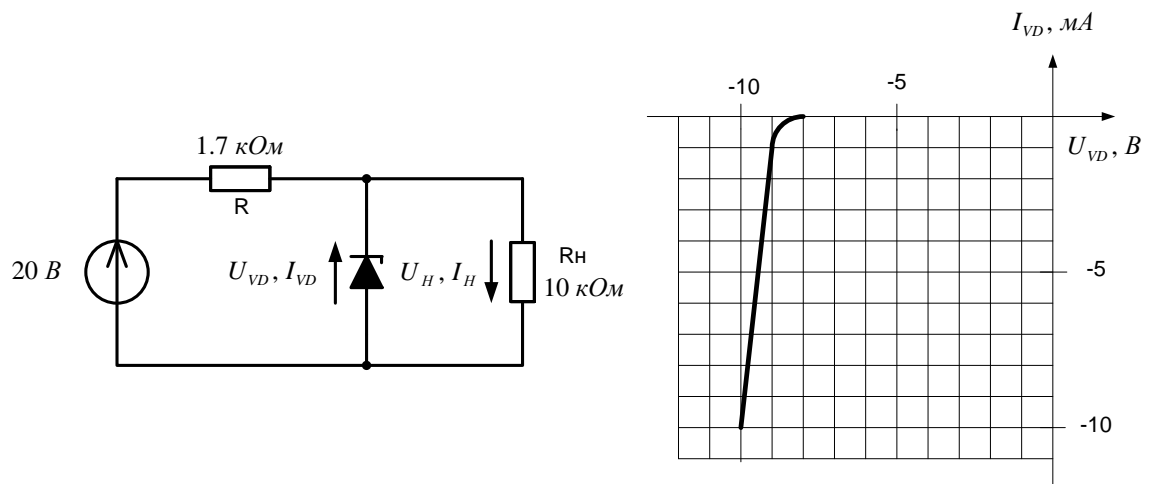 1.7 кОм
R
20 В
U_VD, I_VD
U_H, I_H
Rн
10 кОм
I_VD, мА
-10
-5
U_VD, В
-5
-10